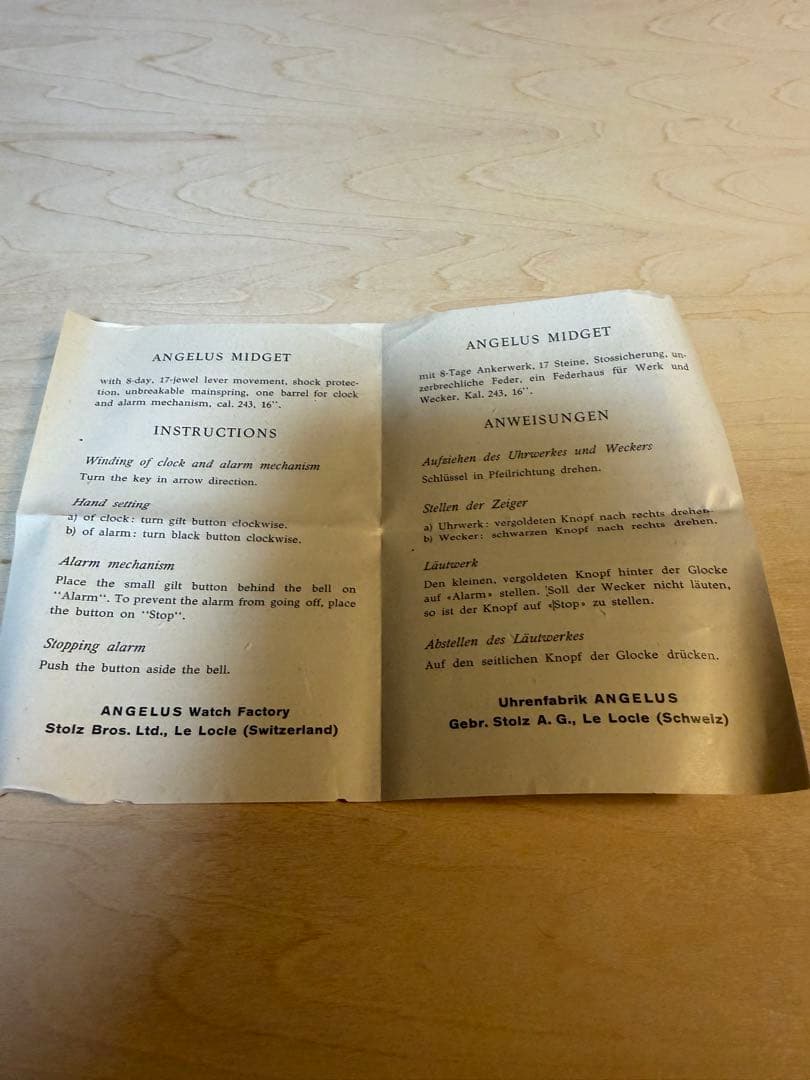 ANGELUS MIDGET
with 8-day, 17-jewel lever movement, shock protec-
tion, unbreakable mainspring, one barrel for clock
and alarm mechanism, cal. 243, 16‘‘‘.
INSTRUCTIONS
Winding of clock and alarm mechanism
Turn the key in arrow direction.
Hand setting
a) of clock: turn gilt button clockwise.
b) of alarm: turn black button clockwise.
Alarm mechanism
Place the small gilt button behind the bell on
“Alarm“. To prevent the alarm from going off, place
the button on “Stop“.
Stopping alarm
Push the button aside the bell.
ANGELUS Watch Factory
Stolz Bros. Ltd., Le Locle (Switzerland)
ANGELUS MIDGET
mit 8-Tage Ankerwerk, 17 Steine, Stossicherung, un-
zerbrechliche Feder, ein Federhaus für Werk und
Wecker, Kal. 243, 16‘‘‘.
ANWEISUNGEN
Aufziehen des Uhrwerkes und Weckers
Schlüssel in Pfeilrichtung drehen.
Stellen der Zeiger
a) Uhrwerk: vergoldeten Knopf nach rechts drehen.
b) Wecker: schwarzen Knopf nach rechts drehen.
Läutwerk
Den kleinen, vergoldeten Knopf hinter der Glocke
auf «Alarm» stellen. Soll der Wecker nicht läuten,
so ist der Knopf auf «Stop» zu stellen.
Abstellen des Läutwerkes
Auf den seitlichen Knopf der Glocke drücken.
Uhrenfabrik ANGELUS
Gebr. Stolz A. G., Le Locle (Schweiz)